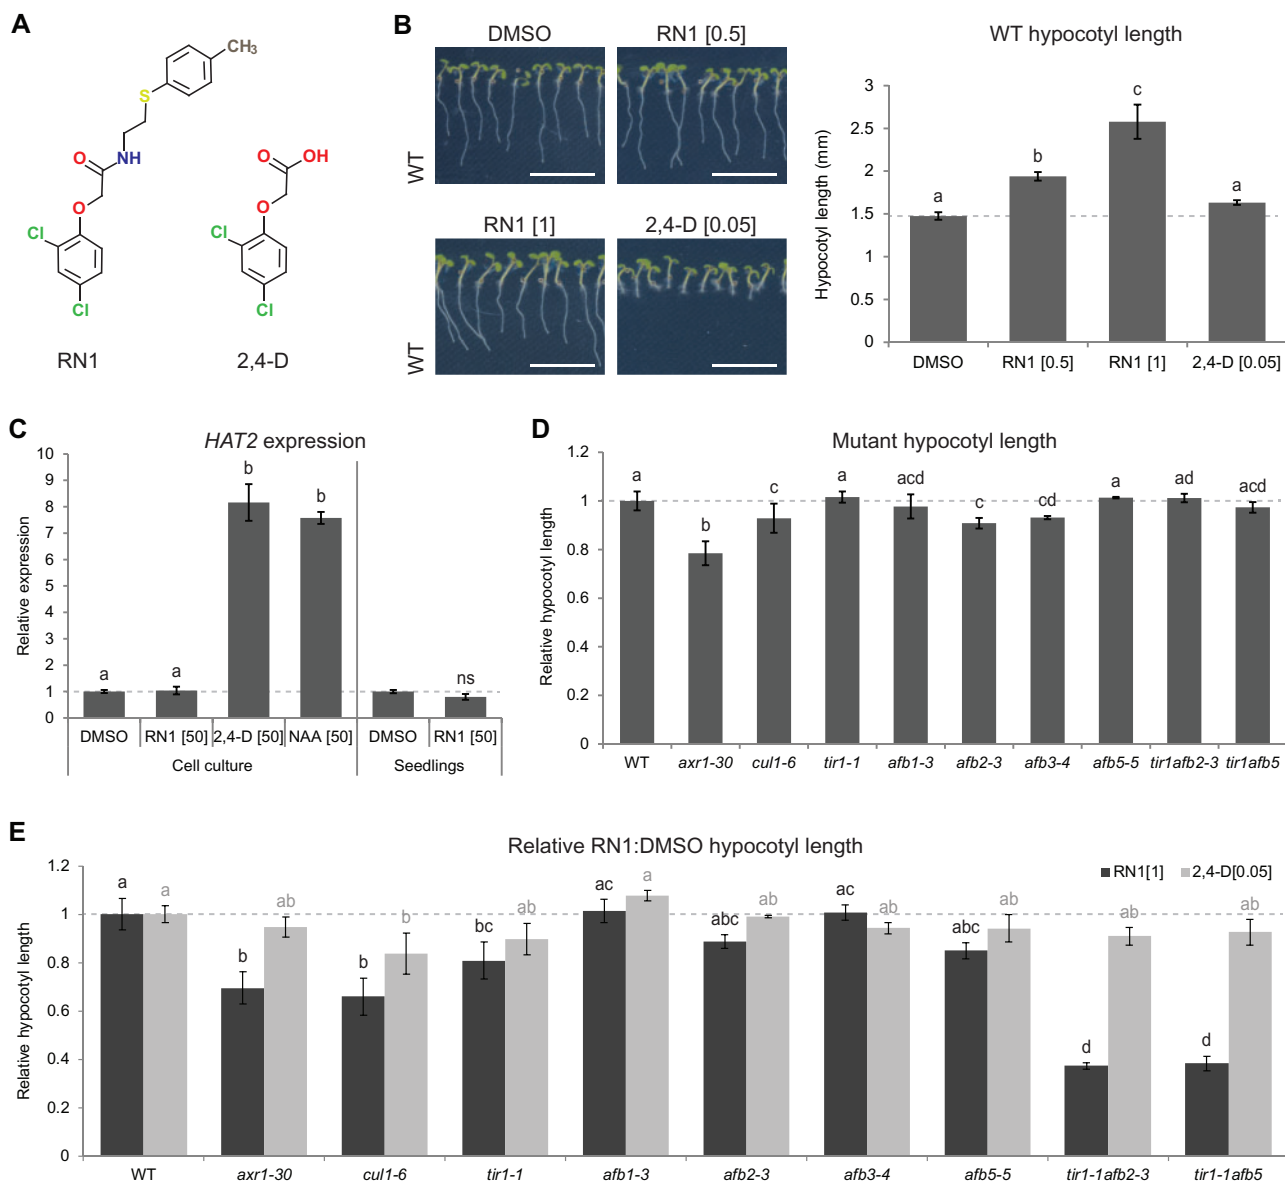 A
CH3
S
O
NH
O
Cl
Cl
RN1
O
OH
O
Cl
Cl
2,4-D
B
DMSO
RN1 [0.5]
WT
RN1 [1]
2,4-D [0.05]
WT
WT hypocotyl length
Hypocotyl length (mm)
3
2.5
2
1.5
1
0.5
0
a
b
c
a
DMSO
RN1 [0.5]
RN1 [1]
2,4-D [0.05]
C
HAT2 expression
Relative expression
10
9
8
7
6
5
4
3
2
1
0
a
a
b
b
ns
DMSO
RN1 [50]
2,4-D [50]
NAA [50]
DMSO
RN1 [50]
Cell culture
Seedlings
D
Mutant hypocotyl length
Relative hypocotyl length
1.2
1
0.8
0.6
0.4
0.2
0
a
b
c
a
acd
c
cd
a
ad
acd
WT
axr1-30
cul1-6
tir1-1
afb1-3
afb2-3
afb3-4
afb5-5
tir1afb2-3
tir1afb5
E
Relative RN1:DMSO hypocotyl length
RN1[1]
2,4-D[0.05]
Relative hypocotyl length
1.2
1
0.8
0.6
0.4
0.2
0
a
a
b
ab
b
b
bc
ab
ac
a
abc
ab
ac
ab
abc
ab
d
ab
d
ab
WT
axr1-30
cul1-6
tir1-1
afb1-3
afb2-3
afb3-4
afb5-5
tir1-1afb2-3
tir1-1afb5